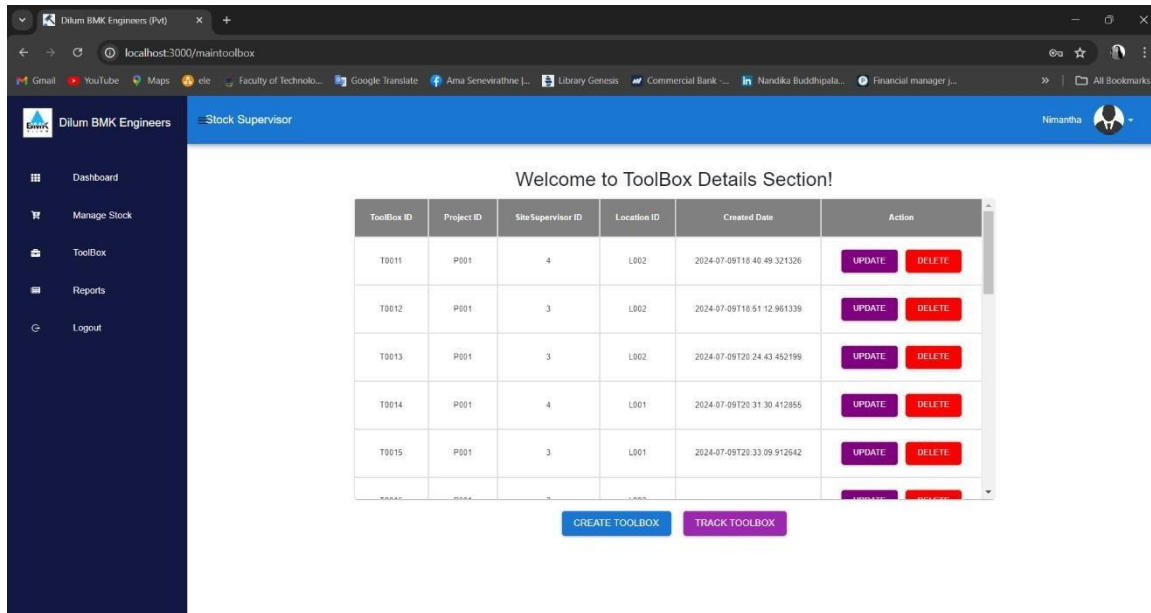 Dilum BMK Engineers (Pvt)
localhost:3000/maintoolbox
Gmail YouTube Maps ele Faculty of Technolo... Google Translate Ama Senevirathne |... Library Genesis Commercial Bank -... Nandika Buddhipala... Financial manager j... » All Bookmarks
BMK Dilum BMK Engineers Stock Supervisor Nimantha
Dashboard
Manage Stock
ToolBox
Reports
Logout
Welcome to ToolBox Details Section!
ToolBox ID Project ID SiteSupervisor ID Location ID Created Date Action
T0011 P001 4 L002 2024-07-09T18:40:49.321326 UPDATE DELETE
T0012 P001 3 L002 2024-07-09T18:51:12.961339 UPDATE DELETE
T0013 P001 3 L002 2024-07-09T20:24:43.452199 UPDATE DELETE
T0014 P001 4 L001 2024-07-09T20:31:30.412855 UPDATE DELETE
T0015 P001 3 L001 2024-07-09T20:33:09.912642 UPDATE DELETE
CREATE TOOLBOX TRACK TOOLBOX